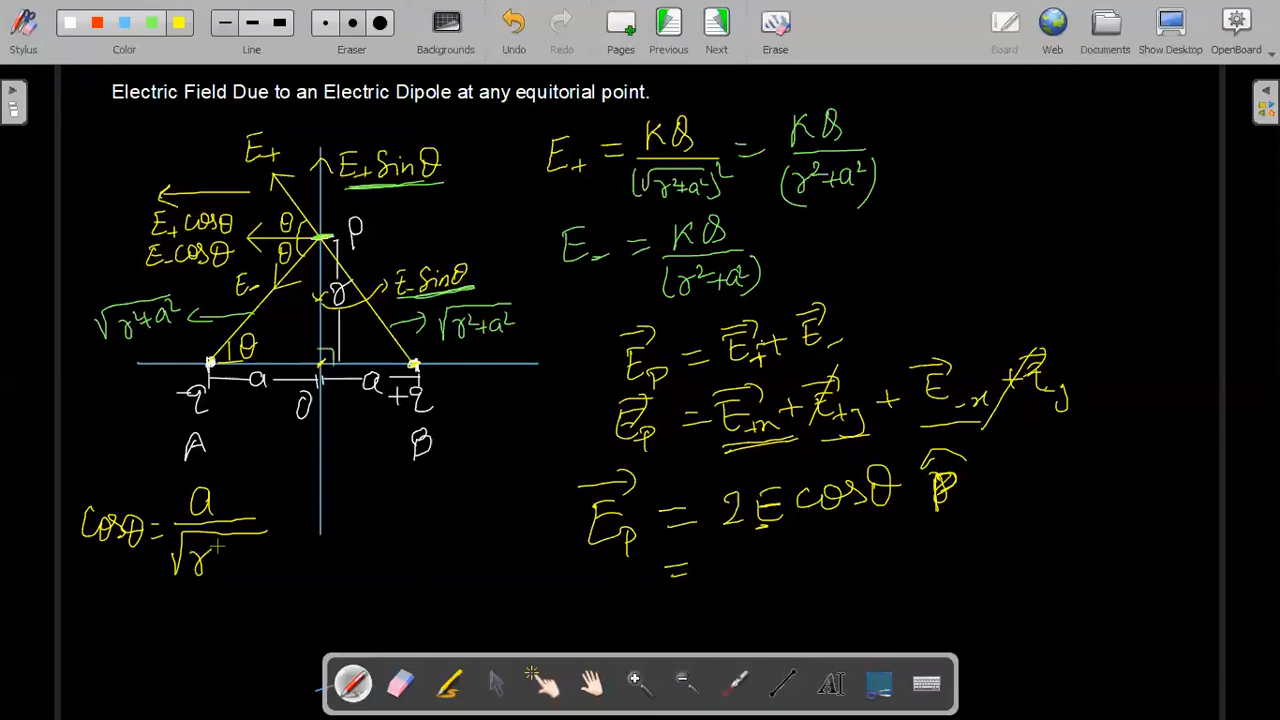 Stylus Color Line Eraser Backgrounds Undo Redo Pages Previous Next Erase Board Web Documents Show Desktop OpenBoard
Electric Field Due to an Electric Dipole at any equitorial point.
E+
E+ Sinθ
E+ cosθ
E- cosθ
θ
θ
P
E-
r
E- Sinθ
√r²+a²
√r²+a²
θ
a
a
-q
O
+q
A
B
cosθ = a/√r+
E+ = KQ/(√r²+a²)² = KQ/(r²+a²)
E- = KQ/(r²+a²)
E⃗p = E⃗+ + E⃗-
E⃗p = E⃗+x + E⃗+y + E⃗-x + E⃗-y
E⃗p = 2E cosθ P̂
=